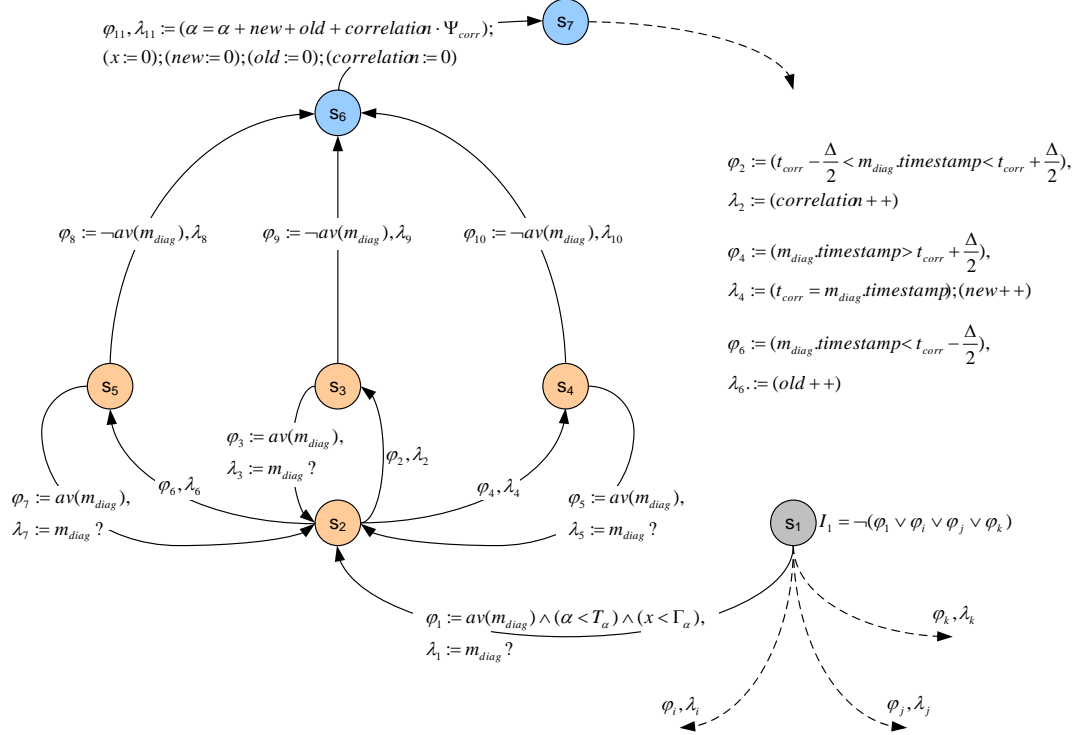 s7
φ11, λ11 := (α = α + new + old + correlation · Ψcorr);
(x := 0); (new := 0); (old := 0); (correlation := 0)
s6
φ2 := (tcorr − Δ/2 < mdiag.timestamp < tcorr + Δ/2),
λ2 := (correlation + +)
φ8 := ¬av(mdiag), λ8
φ9 := ¬av(mdiag), λ9
φ10 := ¬av(mdiag), λ10
φ4 := (mdiag.timestamp > tcorr + Δ/2),
λ4 := (tcorr = mdiag.timestamp); (new + +)
φ6 := (mdiag.timestamp < tcorr − Δ/2),
λ6. := (old + +)
s5
s3
s4
φ3 := av(mdiag),
λ3 := mdiag ?
φ2, λ2
φ6, λ6
φ4, λ4
φ7 := av(mdiag),
λ7 := mdiag ?
φ5 := av(mdiag),
λ5 := mdiag ?
s2
s1
I1 = ¬(φ1 ∨ φi ∨ φj ∨ φk)
φ1 := av(mdiag) ∧ (α < Tα) ∧ (x < Γα),
λ1 := mdiag ?
φk, λk
φi, λi
φj, λj